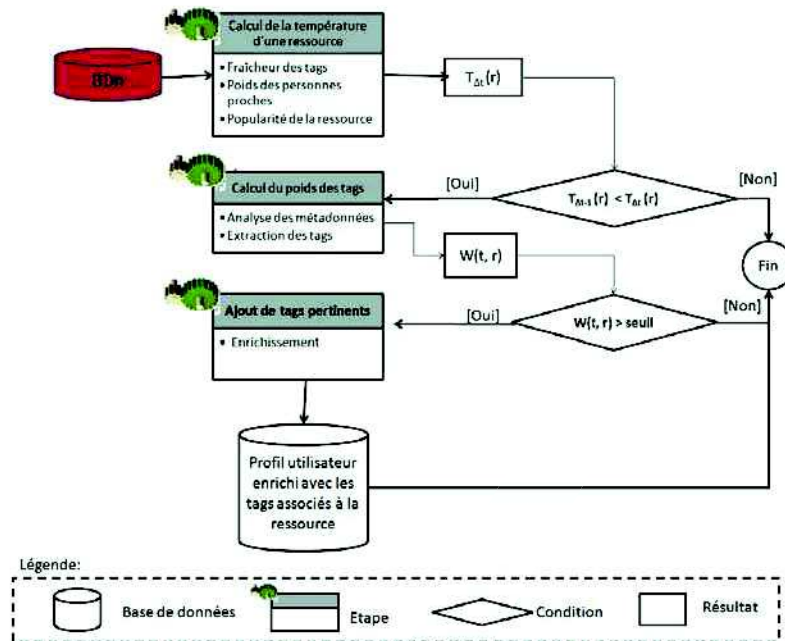 Calcul de la température
d'une ressource
BDn
• Fraîcheur des tags
• Poids des personnes
proches
• Popularité de la ressource
TΔt(r)
Calcul du poids des tags
• Analyse des métadonnées
• Extraction des tags
[Oui]
TΔt-1(r) < TΔt(r)
[Non]
W(t, r)
Fin
Ajout de tags pertinents
• Enrichissement
[Oui]
W(t, r) > seuil
[Non]
Profil utilisateur
enrichi avec les
tags associés à la
ressource
Légende:
Base de données
Etape
Condition
Résultat